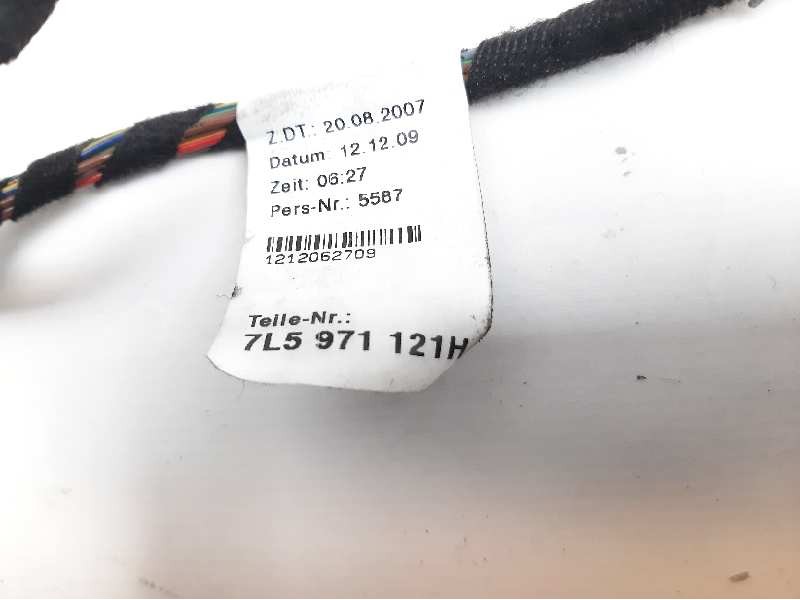 Z.DT.: 20.08.2007
Datum: 12.12.09
Zeit: 06:27
Pers-Nr.: 5587
1212062709
Teile-Nr.:
7L5 971 121H